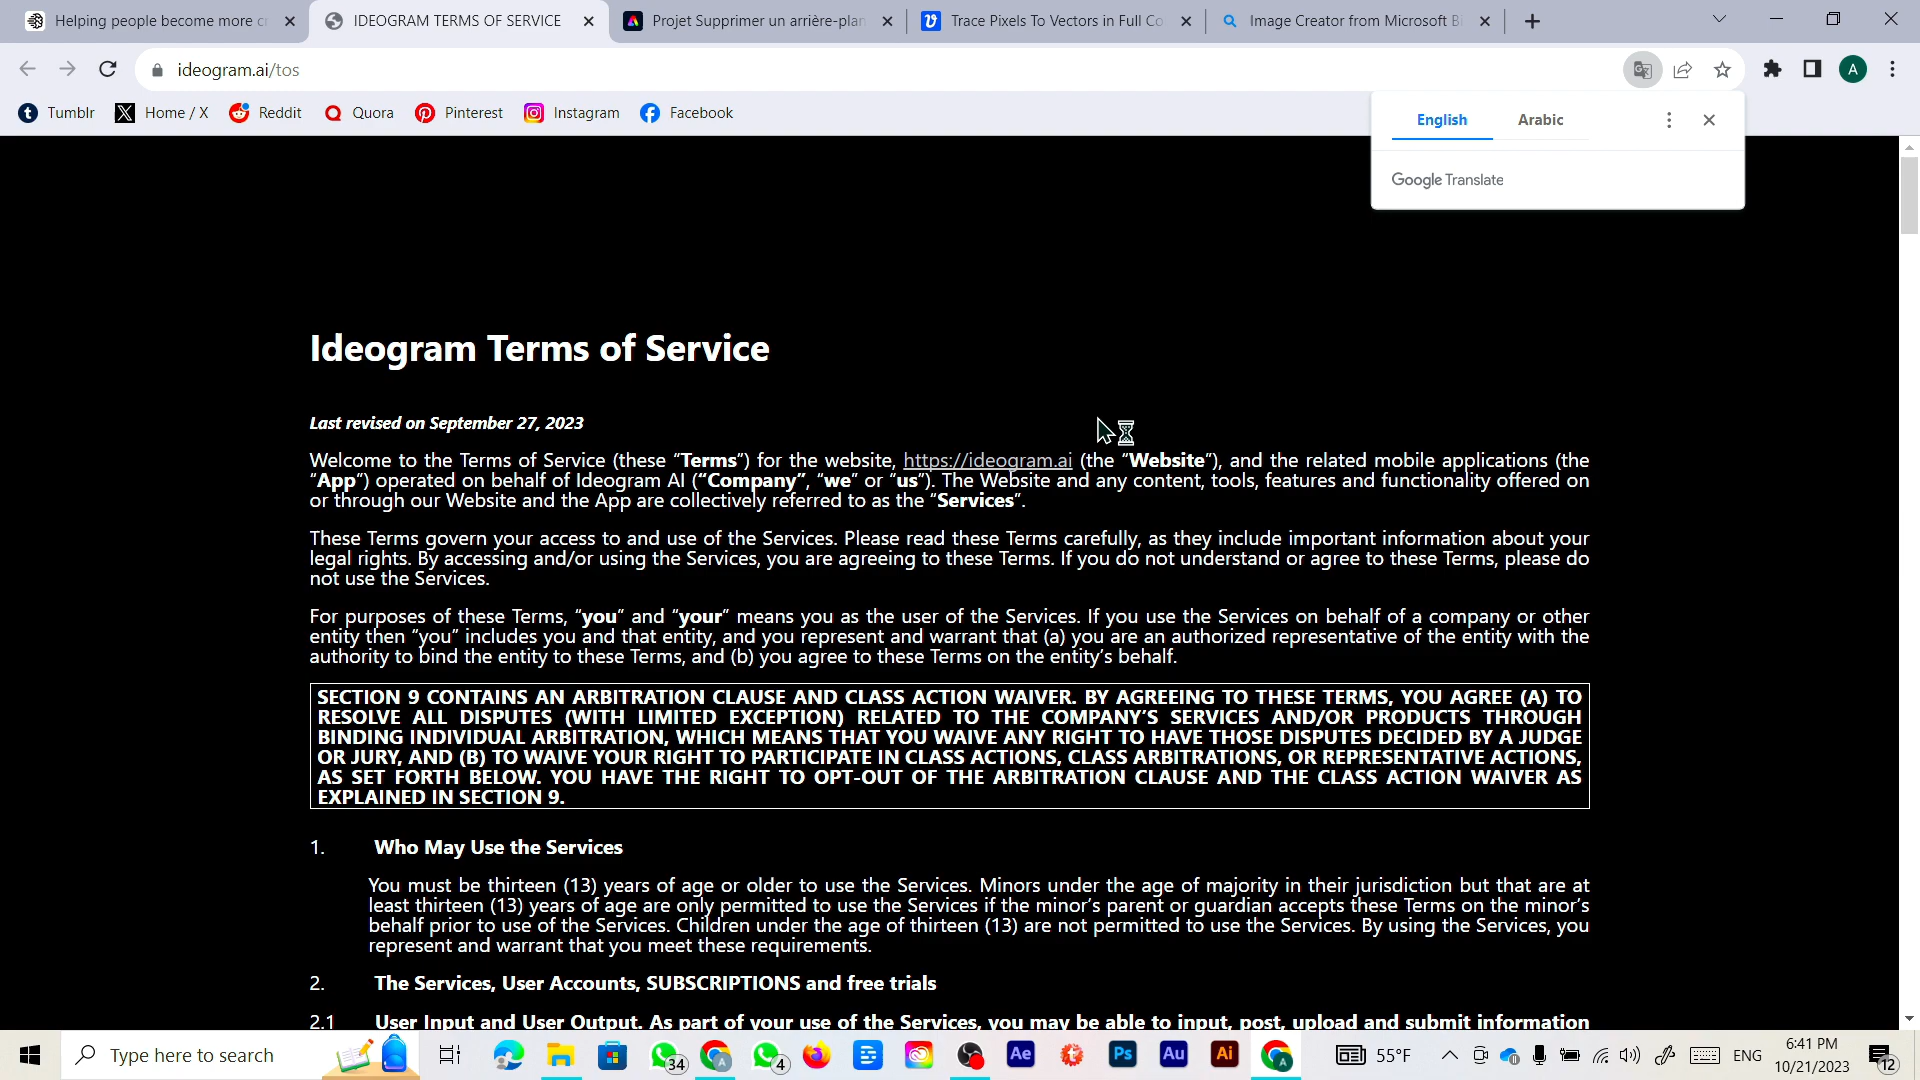 Helping people become more c
IDEOGRAM TERMS OF SERVICE
Projet Supprimer un arrière-plan
Trace Pixels To Vectors in Full Co
Image Creator from Microsoft Bi
ideogram.ai/tos
A
Tumblr
Home / X
Reddit
Quora
Pinterest
Instagram
Facebook
English
Arabic
Google Translate
Ideogram Terms of Service
Last revised on September 27, 2023
Welcome to the Terms of Service (these “Terms”) for the website, https://ideogram.ai (the “Website”), and the related mobile applications (the
“App”) operated on behalf of Ideogram AI (“Company”, “we” or “us”). The Website and any content, tools, features and functionality offered on
or through our Website and the App are collectively referred to as the “Services”.
These Terms govern your access to and use of the Services. Please read these Terms carefully, as they include important information about your
legal rights. By accessing and/or using the Services, you are agreeing to these Terms. If you do not understand or agree to these Terms, please do
not use the Services.
For purposes of these Terms, “you” and “your” means you as the user of the Services. If you use the Services on behalf of a company or other
entity then “you” includes you and that entity, and you represent and warrant that (a) you are an authorized representative of the entity with the
authority to bind the entity to these Terms, and (b) you agree to these Terms on the entity’s behalf.
SECTION 9 CONTAINS AN ARBITRATION CLAUSE AND CLASS ACTION WAIVER. BY AGREEING TO THESE TERMS, YOU AGREE (A) TO
RESOLVE ALL DISPUTES (WITH LIMITED EXCEPTION) RELATED TO THE COMPANY’S SERVICES AND/OR PRODUCTS THROUGH
BINDING INDIVIDUAL ARBITRATION, WHICH MEANS THAT YOU WAIVE ANY RIGHT TO HAVE THOSE DISPUTES DECIDED BY A JUDGE
OR JURY, AND (B) TO WAIVE YOUR RIGHT TO PARTICIPATE IN CLASS ACTIONS, CLASS ARBITRATIONS, OR REPRESENTATIVE ACTIONS,
AS SET FORTH BELOW. YOU HAVE THE RIGHT TO OPT-OUT OF THE ARBITRATION CLAUSE AND THE CLASS ACTION WAIVER AS
EXPLAINED IN SECTION 9.
1. Who May Use the Services
You must be thirteen (13) years of age or older to use the Services. Minors under the age of majority in their jurisdiction but that are at
least thirteen (13) years of age are only permitted to use the Services if the minor’s parent or guardian accepts these Terms on the minor’s
behalf prior to use of the Services. Children under the age of thirteen (13) are not permitted to use the Services. By using the Services, you
represent and warrant that you meet these requirements.
2. The Services, User Accounts, SUBSCRIPTIONS and free trials
2.1 User Input and User Output. As part of your use of the Services, you may be able to input, post, upload and submit information
Type here to search
34
A
4
Ae
Ps
Au
Ai
A
55°F
ENG
6:41 PM
10/21/2023
12